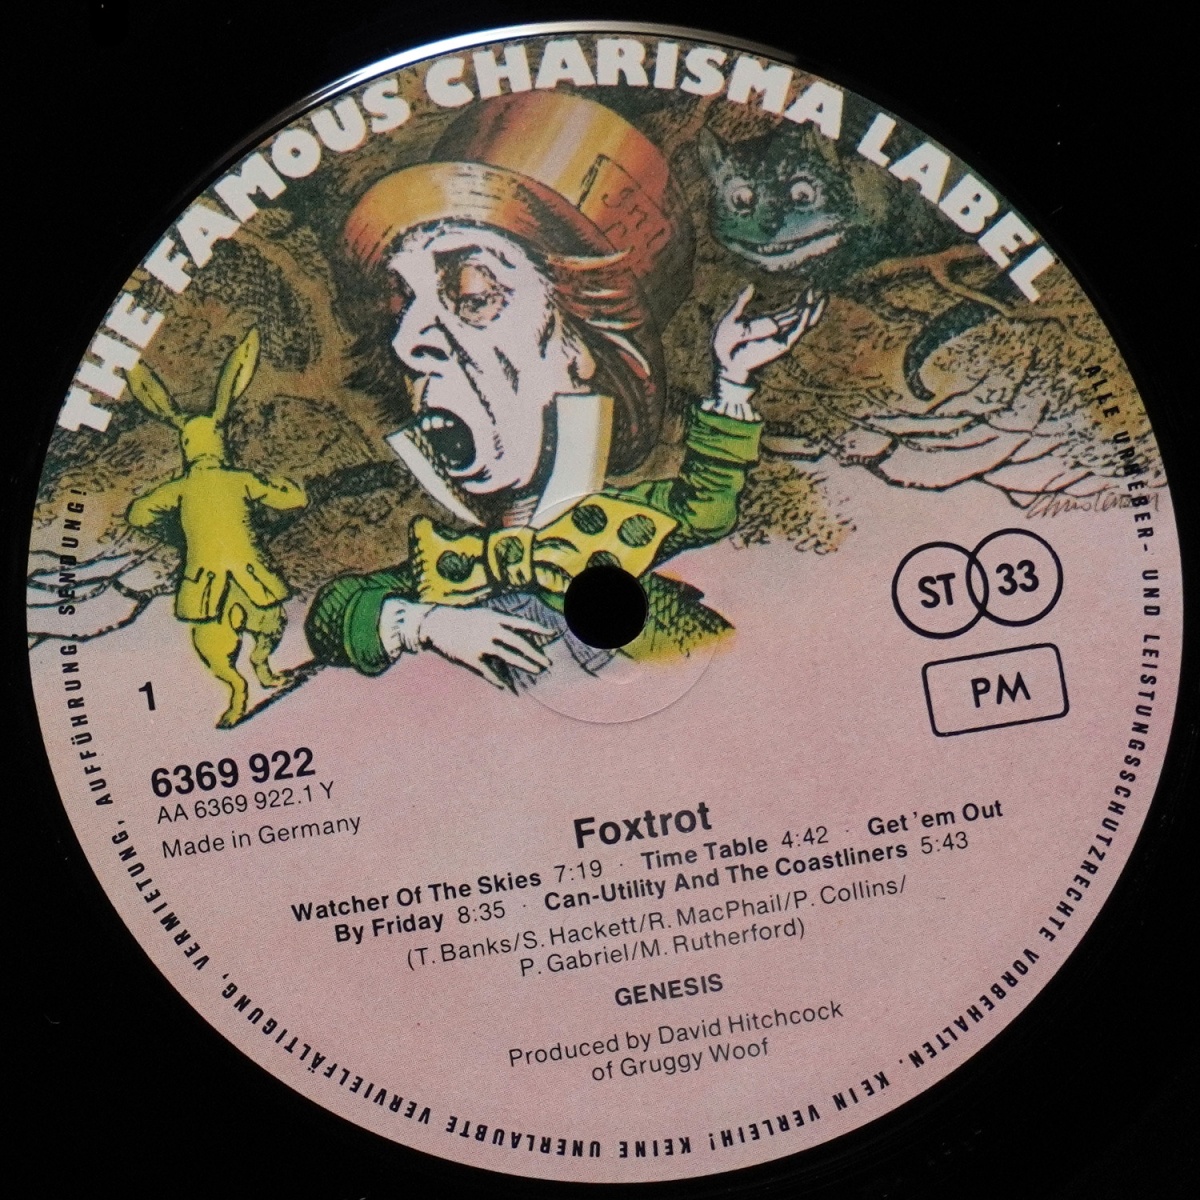 THE FAMOUS CHARISMA LABEL
In
ST 33
PM
1
6369 922
AA 6369 922.1 Y
Made in Germany
Foxtrot
Watcher Of The Skies 7:19 · Time Table 4:42 · Get 'em Out
By Friday 8:35 · Can-Utility And The Coastliners 5:43
(T. Banks/S. Hackett/R. MacPhail/P. Collins/
P. Gabriel/M. Rutherford)
GENESIS
Produced by David Hitchcock
of Gruggy Woof
ALLE URHEBER- UND LEISTUNGSSCHUTZRECHTE VORBEHALTEN. KEIN VERLEIH! KEINE UNERLAUBTE VERVIELFÄLTIGUNG, VERMIETUNG, AUFFÜHRUNG, SENDUNG!